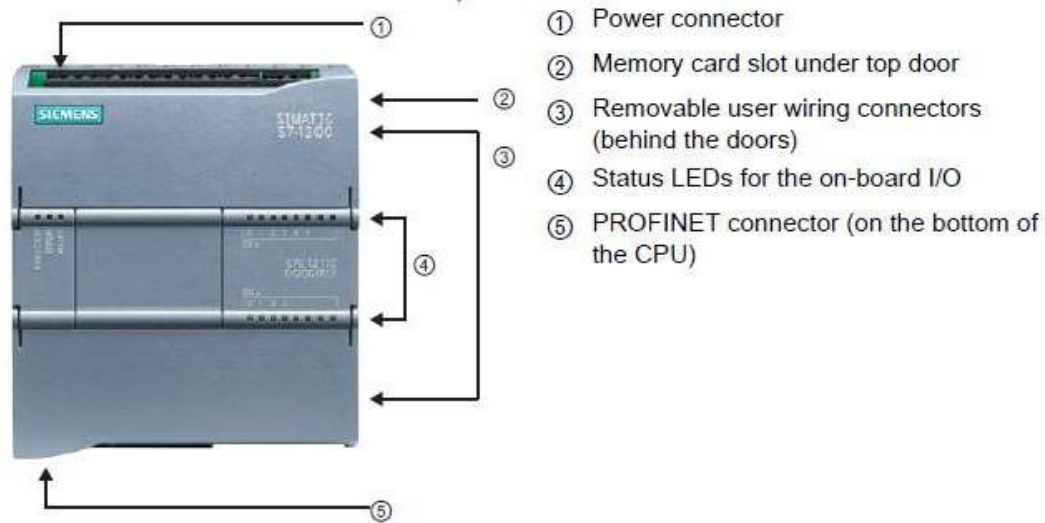 ① Power connector
② Memory card slot under top door
③ Removable user wiring connectors
(behind the doors)
④ Status LEDs for the on-board I/O
⑤ PROFINET connector (on the bottom of
the CPU)
①
②
③
④
⑤
SIEMENS
SIMATIC
S7-1200